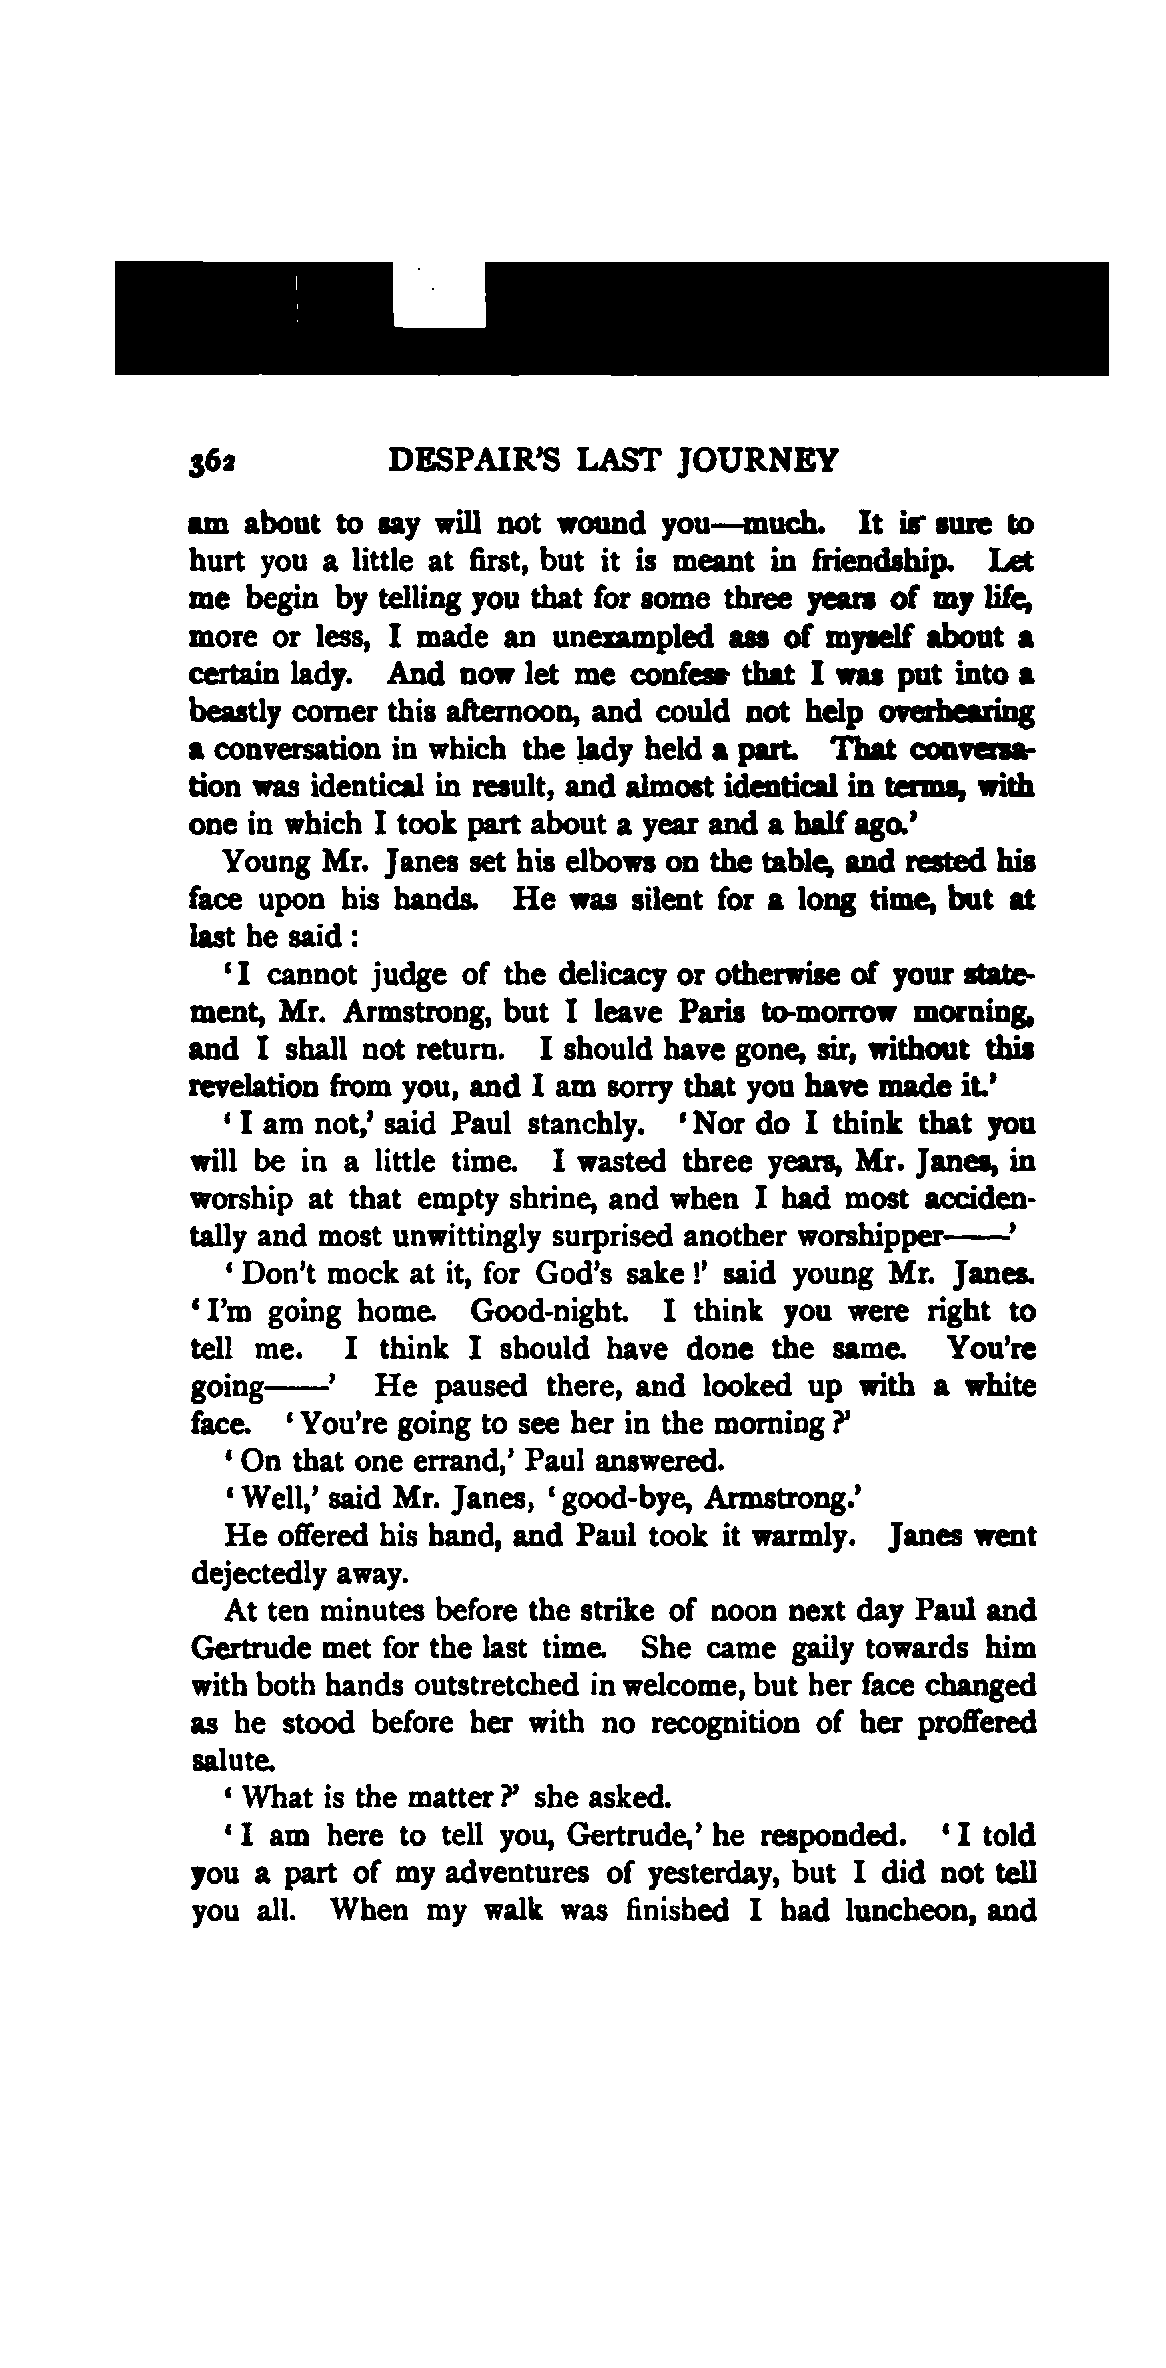 362 DESPAIR'S LAST JOURNEY
am about to say will not wound you—much. It is sure to
hurt you a little at first, but it is meant in friendship. Let
me begin by telling you that for some three years of my life,
more or less, I made an unexampled ass of myself about a
certain lady. And now let me confess that I was put into a
beastly corner this afternoon, and could not help overhearing
a conversation in which the lady held a part. That conversa-
tion was identical in result, and almost identical in terms, with
one in which I took part about a year and a half ago.'
Young Mr. Janes set his elbows on the table, and rested his
face upon his hands. He was silent for a long time, but at
last he said :
'I cannot judge of the delicacy or otherwise of your state-
ment, Mr. Armstrong, but I leave Paris to-morrow morning,
and I shall not return. I should have gone, sir, without this
revelation from you, and I am sorry that you have made it.'
'I am not,' said Paul stanchly. 'Nor do I think that you
will be in a little time. I wasted three years, Mr. Janes, in
worship at that empty shrine, and when I had most acciden-
tally and most unwittingly surprised another worshipper——'
'Don't mock at it, for God's sake!' said young Mr. Janes.
'I'm going home. Good-night. I think you were right to
tell me. I think I should have done the same. You're
going——' He paused there, and looked up with a white
face. 'You're going to see her in the morning?'
'On that one errand,' Paul answered.
'Well,' said Mr. Janes, 'good-bye, Armstrong.'
He offered his hand, and Paul took it warmly. Janes went
dejectedly away.
At ten minutes before the strike of noon next day Paul and
Gertrude met for the last time. She came gaily towards him
with both hands outstretched in welcome, but her face changed
as he stood before her with no recognition of her proffered
salute.
'What is the matter?' she asked.
'I am here to tell you, Gertrude,' he responded. 'I told
you a part of my adventures of yesterday, but I did not tell
you all. When my walk was finished I had luncheon, and